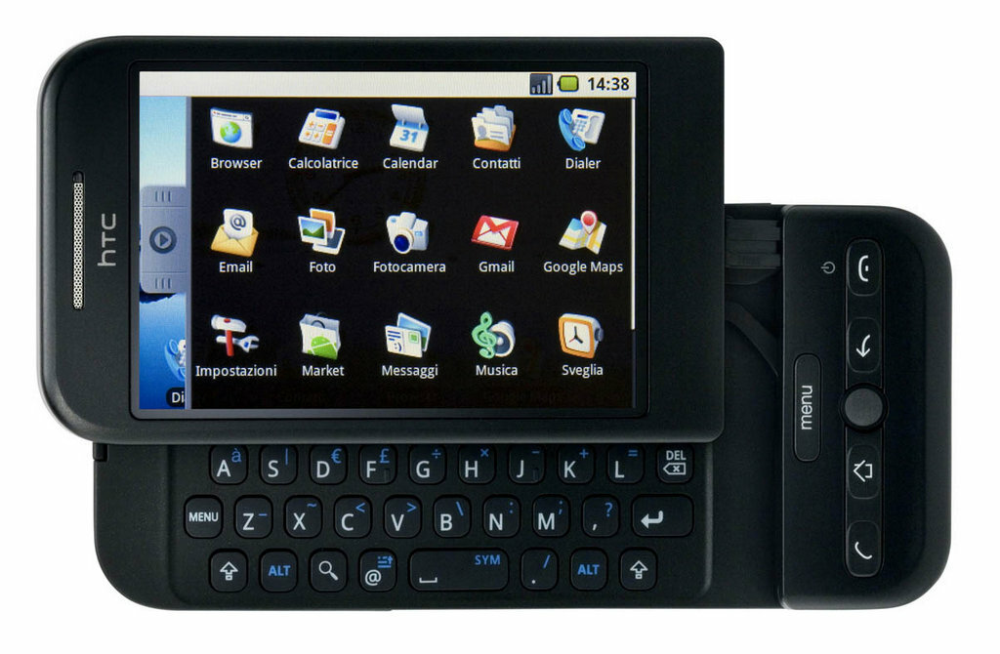 14:38
31
Browser Calcolatrice Calendar Contatti Dialer
Email Foto Fotocamera Gmail Google Maps
Impostazioni Market Messaggi Musica Sveglia
hTC
menu
A à S | D € F £ G ÷ H × J - K + L = DEL
MENU Z ~ X ~ C < V > B \ N : M ; , ?
ALT @ SYM . / ALT